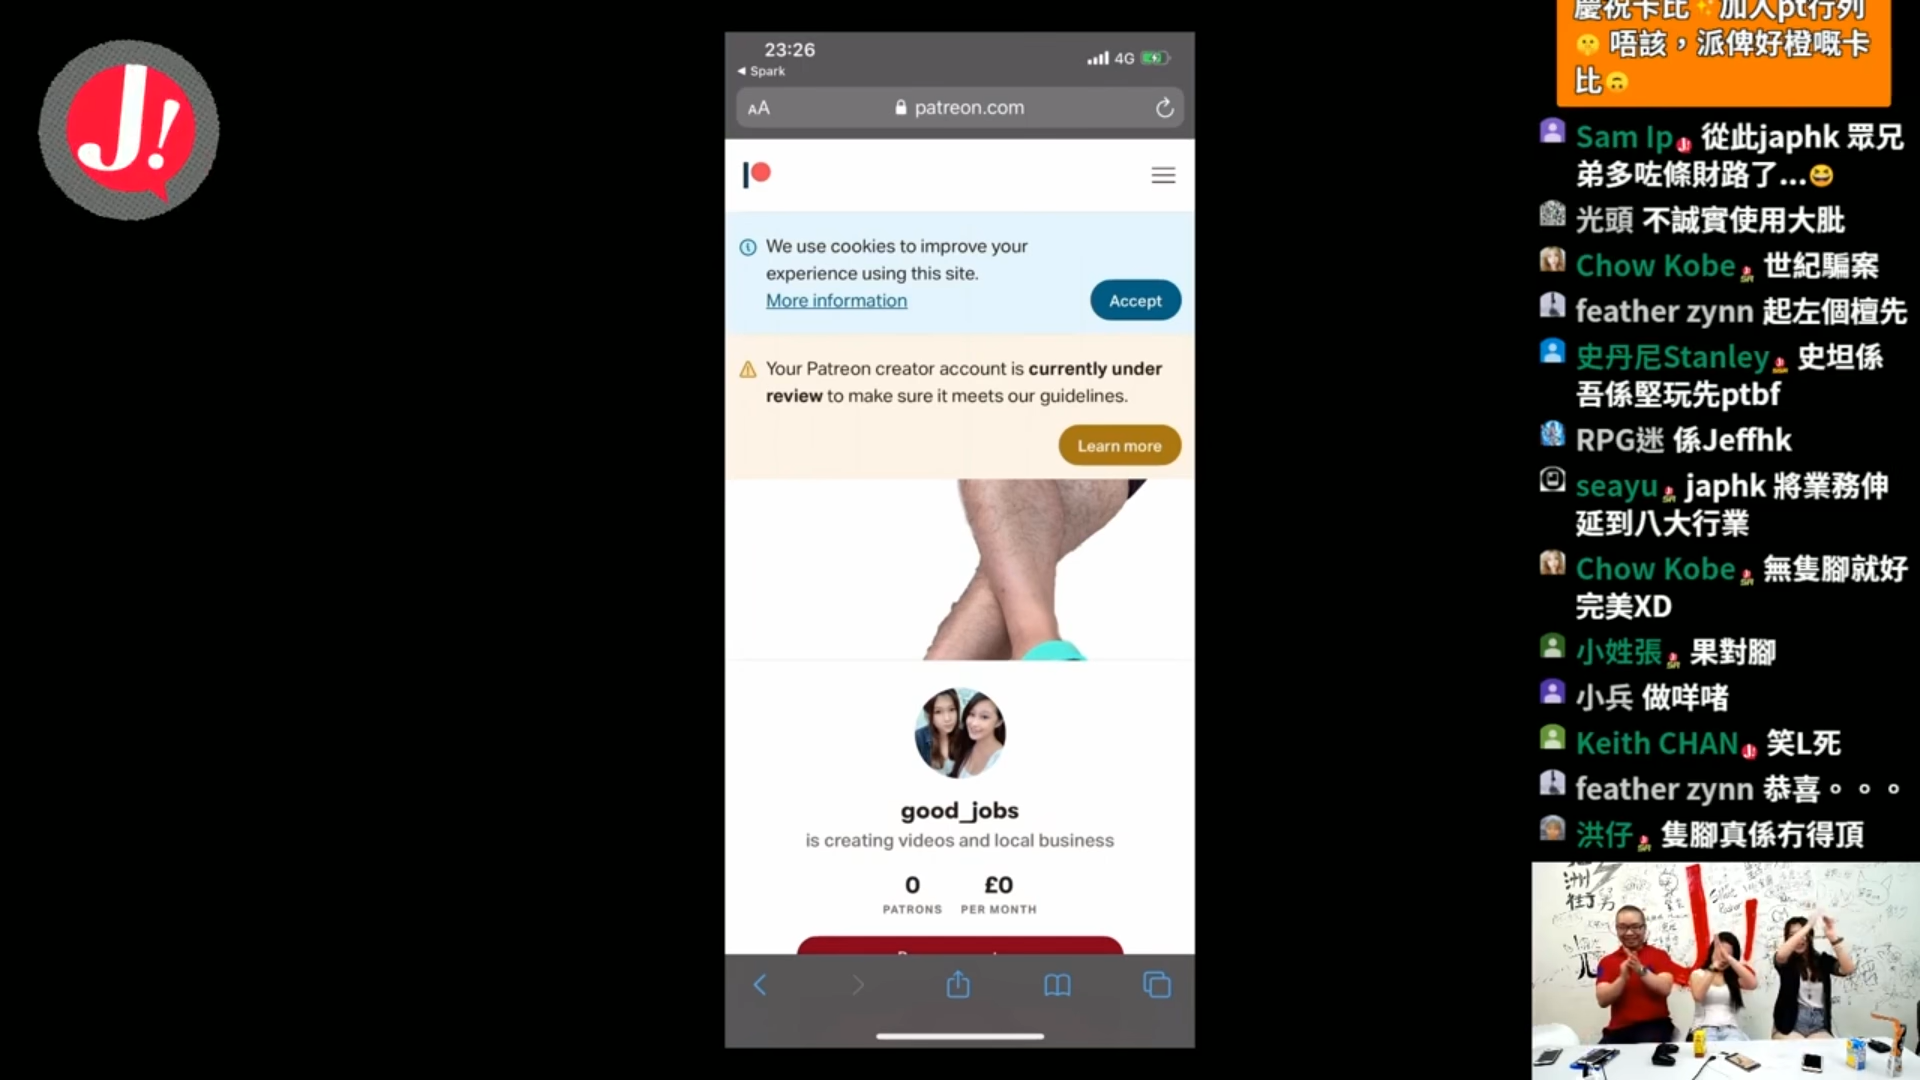 J!
23:26
4G
Spark
AA
patreon.com
We use cookies to improve your
experience using this site.
More information
Accept
Your Patreon creator account is currently under
review to make sure it meets our guidelines.
Learn more
good_jobs
is creating videos and local business
0
£0
PATRONS
PER MONTH
慶祝卡比✨加入pt行列
🤫 唔該，派俾好橙嘅卡
比🙃
Sam Ip 從此japhk 眾兄
弟多咗條財路了...😆
光頭 不誠實使用大肶
Chow Kobe 世紀騙案
feather zynn 起左個檀先
史丹尼Stanley 史坦係
吾係堅玩先ptbf
RPG迷 係Jeffhk
seayu japhk 將業務伸
延到八大行業
Chow Kobe 無隻腳就好
完美XD
小姓張 果對腳
小兵 做咩啫
Keith CHAN 笑L死
feather zynn 恭喜。。。
洪仔 隻腳真係冇得頂